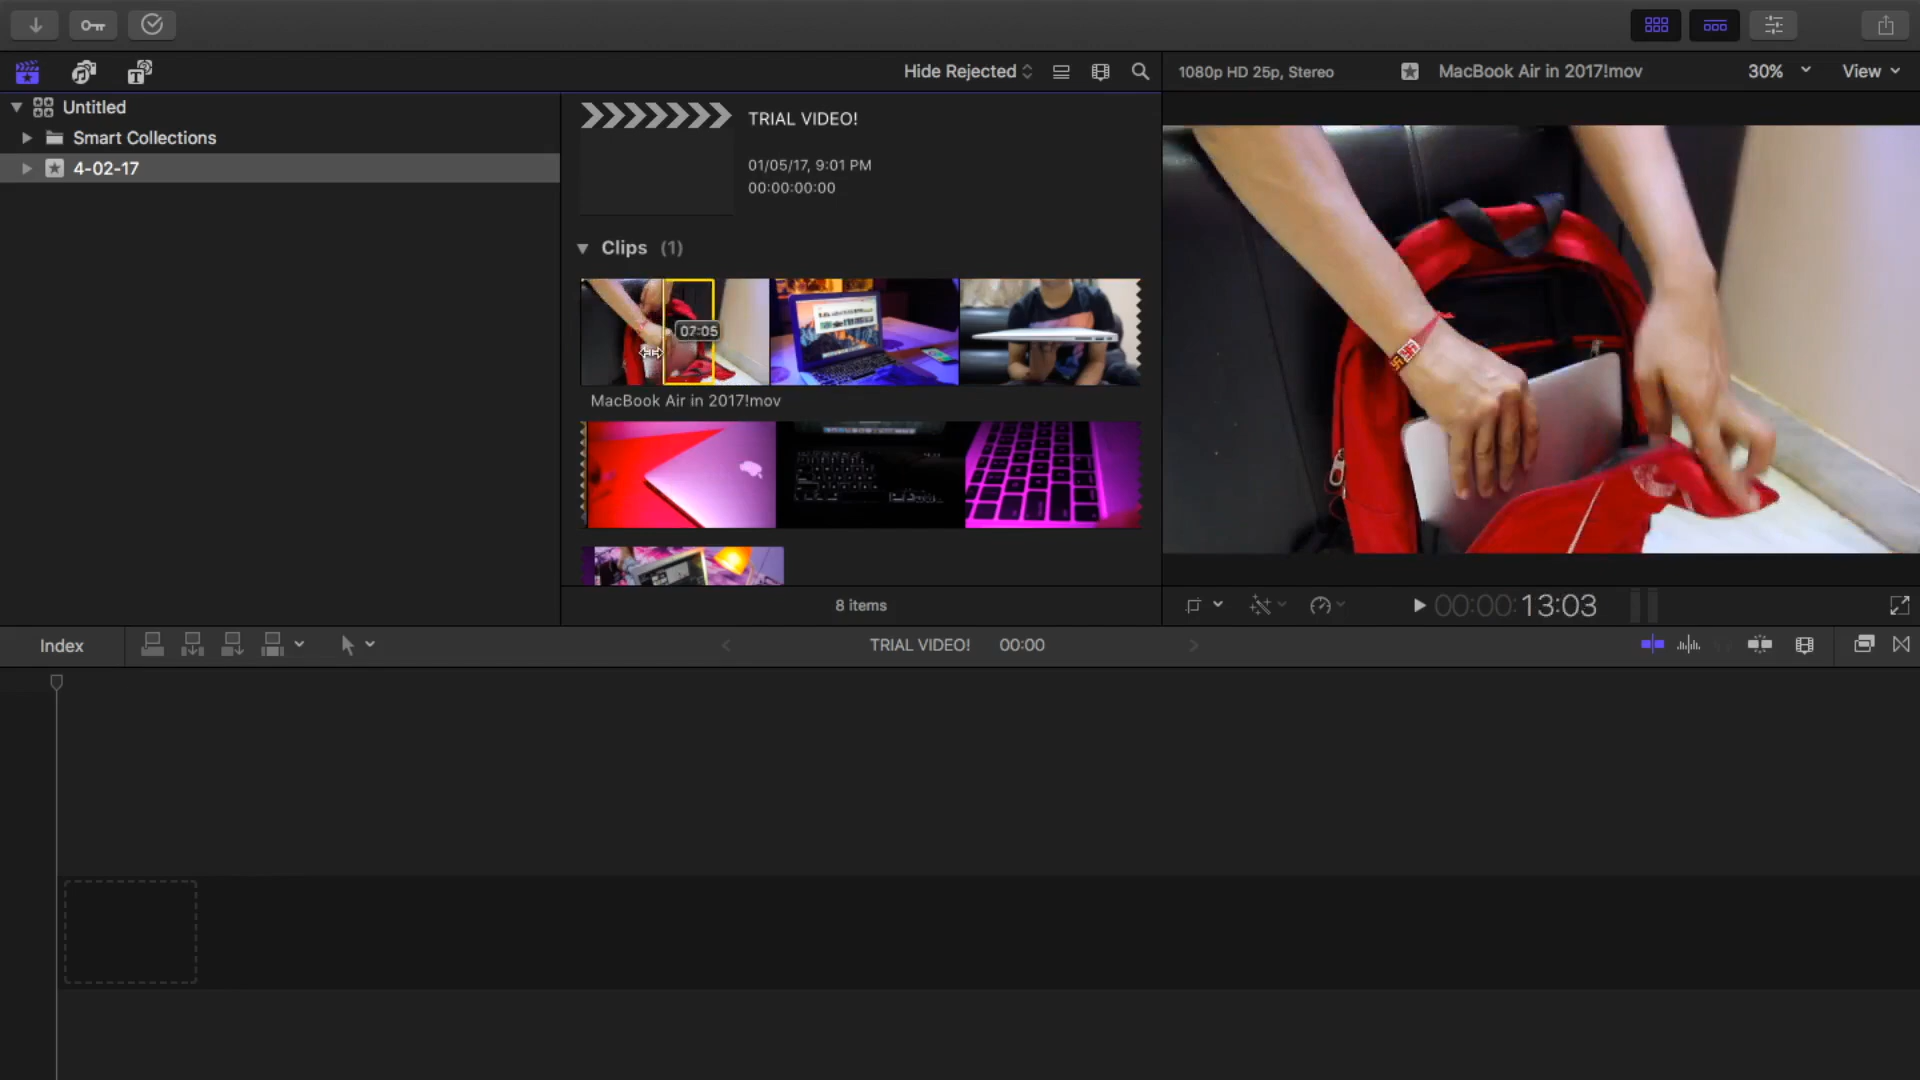 Hide Rejected
1080p HD 25p, Stereo
MacBook Air in 2017!mov
30%
View
Untitled
Smart Collections
4-02-17
TRIAL VIDEO!
01/05/17, 9:01 PM
00:00:00:00
Clips (1)
07:05
MacBook Air in 2017!mov
8 items
00:00:13:03
Index
TRIAL VIDEO!
00:00